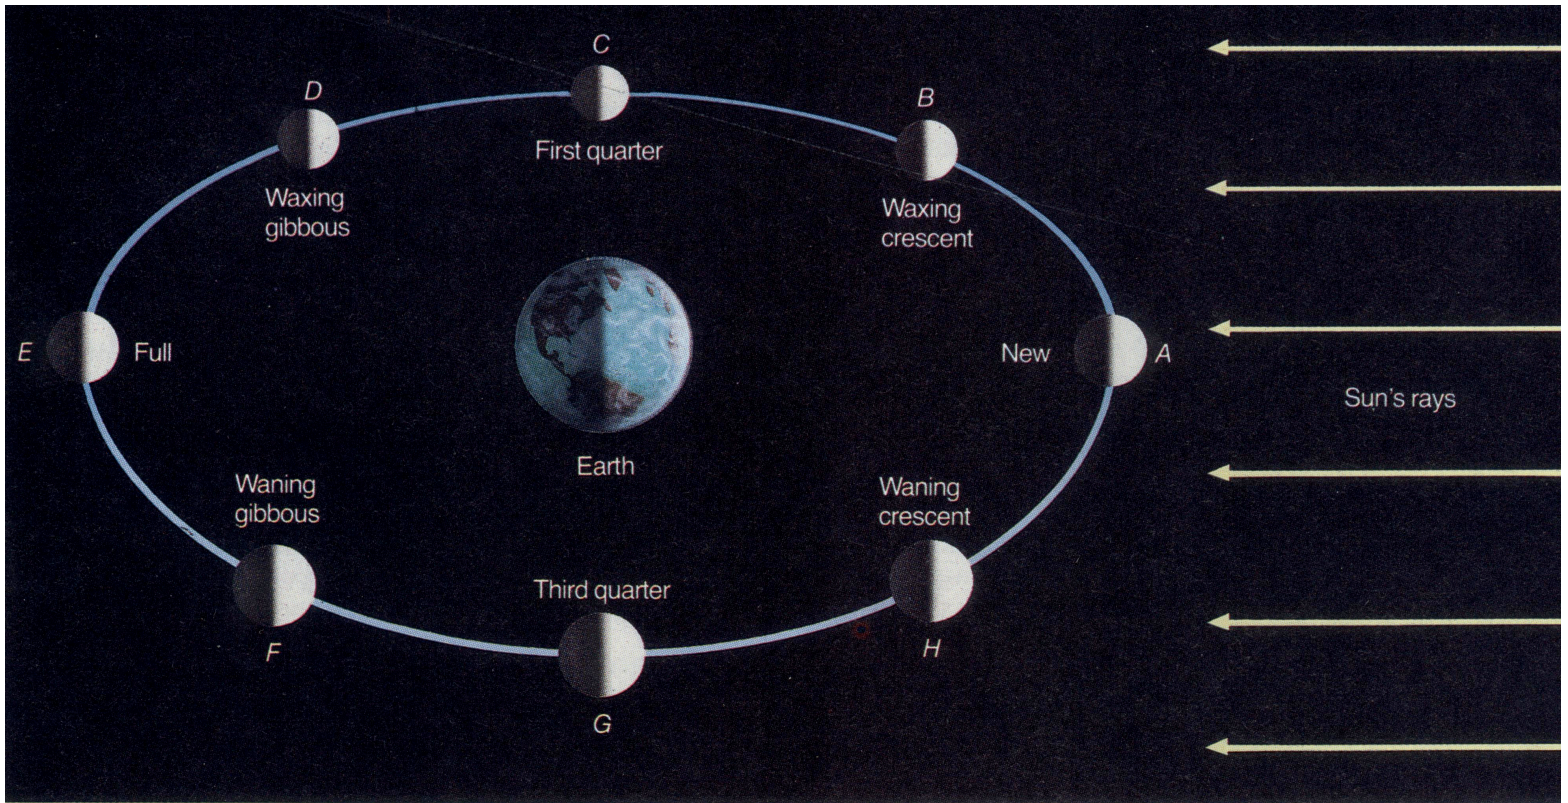 C
D
B
First quarter
Waxing
gibbous
Waxing
crescent
E
Full
New
A
Sun's rays
Earth
Waning
gibbous
Waning
crescent
Third quarter
F
H
G